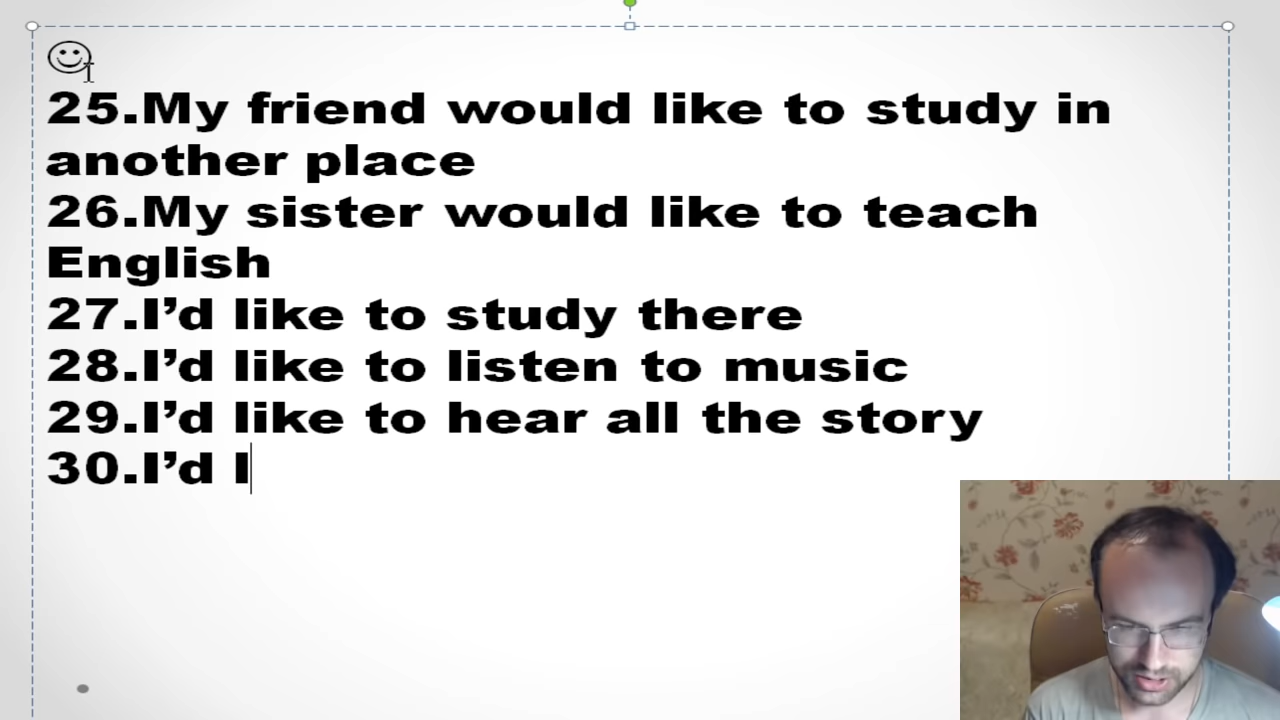 25.My friend would like to study in
another place
26.My sister would like to teach
English
27.I’d like to study there
28.I’d like to listen to music
29.I’d like to hear all the story
30.I’d l